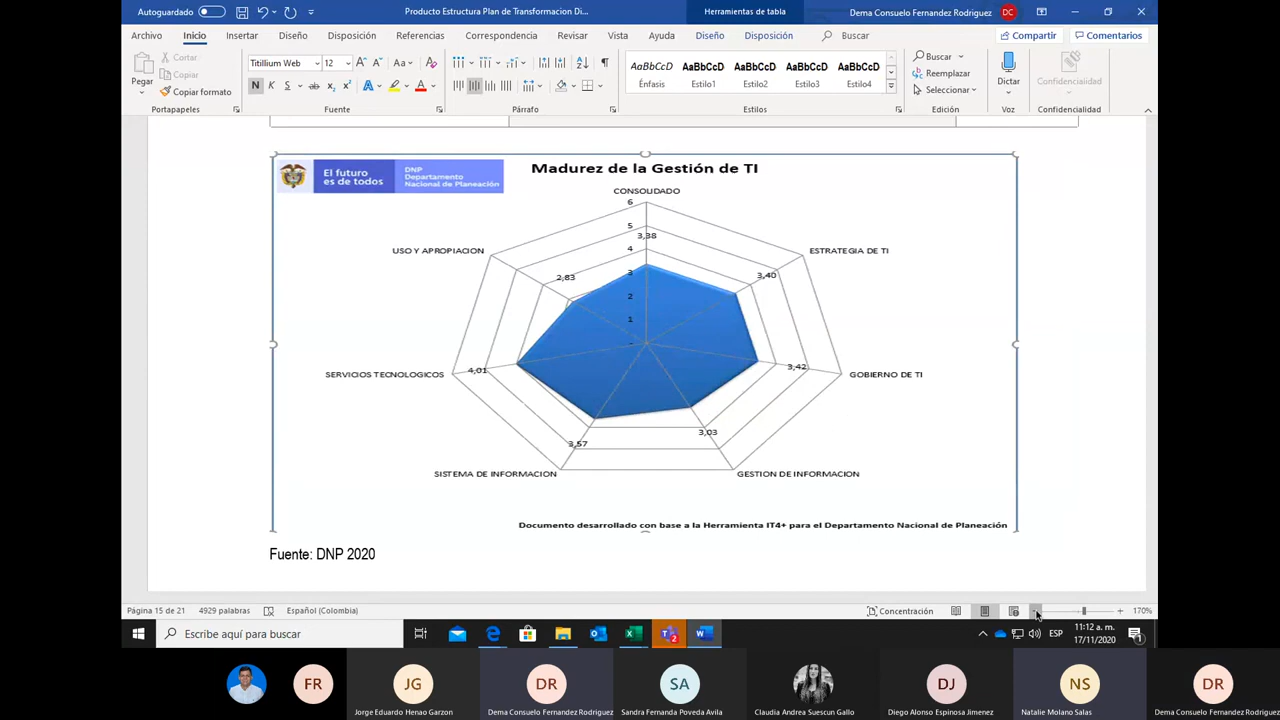 Autoguardado
Producto Estructura Plan de Transformacion Di...
Herramientas de tabla
Dema Consuelo Fernandez Rodriguez
DC
Archivo
Inicio
Insertar
Diseño
Disposición
Referencias
Correspondencia
Revisar
Vista
Ayuda
Diseño
Disposición
Buscar
Compartir
Comentarios
Pegar
Cortar
Copiar
Copiar formato
Titillium Web
12
Aa
N K S ab x₂ x²
AaBbCcD AaBbCcD AaBbCcD AaBbCcD AaBbCcD
Énfasis Estilo1 Estilo2 Estilo3 Estilo4
Buscar
Reemplazar
Seleccionar
Dictar
Confidencialidad
Portapapeles
Fuente
Párrafo
Estilos
Edición
Voz
Confidencialidad
El futuro
es de todos
DNP
Departamento
Nacional de Planeación
Madurez de la Gestión de TI
CONSOLIDADO
6
5
3,38
4
3
2
1
-
USO Y APROPIACION
2,83
ESTRATEGIA DE TI
3,40
SERVICIOS TECNOLOGICOS
4,01
GOBIERNO DE TI
3,42
3,57
3,03
SISTEMA DE INFORMACION
GESTION DE INFORMACION
Documento desarrollado con base a la Herramienta IT4+ para el Departamento Nacional de Planeación
Fuente: DNP 2020
Página 15 de 21
4929 palabras
Español (Colombia)
Concentración
170%
Escribe aquí para buscar
ESP
11:12 a. m.
17/11/2020
FR
JG
DR
SA
DJ
NS
DR
Jorge Eduardo Henao Garzon
Dema Consuelo Fernandez Rodriguez
Sandra Fernanda Poveda Avila
Claudia Andrea Suescun Gallo
Diego Alonso Espinosa Jimenez
Natalie Molano Salas
Dema Consuelo Fernandez Rodriguez